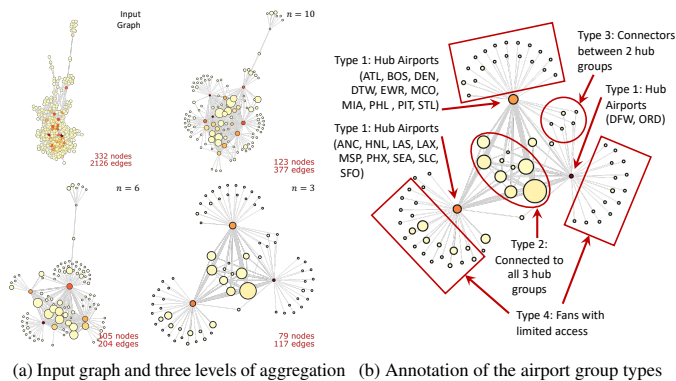 Input
Graph
n = 10
332 nodes
2126 edges
123 nodes
377 edges
n = 6
n = 3
105 nodes
204 edges
79 nodes
117 edges
(a) Input graph and three levels of aggregation
Type 3: Connectors
between 2 hub
groups
Type 1: Hub Airports
(ATL, BOS, DEN,
DTW, EWR, MCO,
MIA, PHL, PIT, STL)
Type 1: Hub
Airports
(DFW, ORD)
Type 1: Hub Airports
(ANC, HNL, LAS, LAX,
MSP, PHX, SEA, SLC,
SFO)
Type 2:
Connected to
all 3 hub
groups
Type 4: Fans with
limited access
(b) Annotation of the airport group types